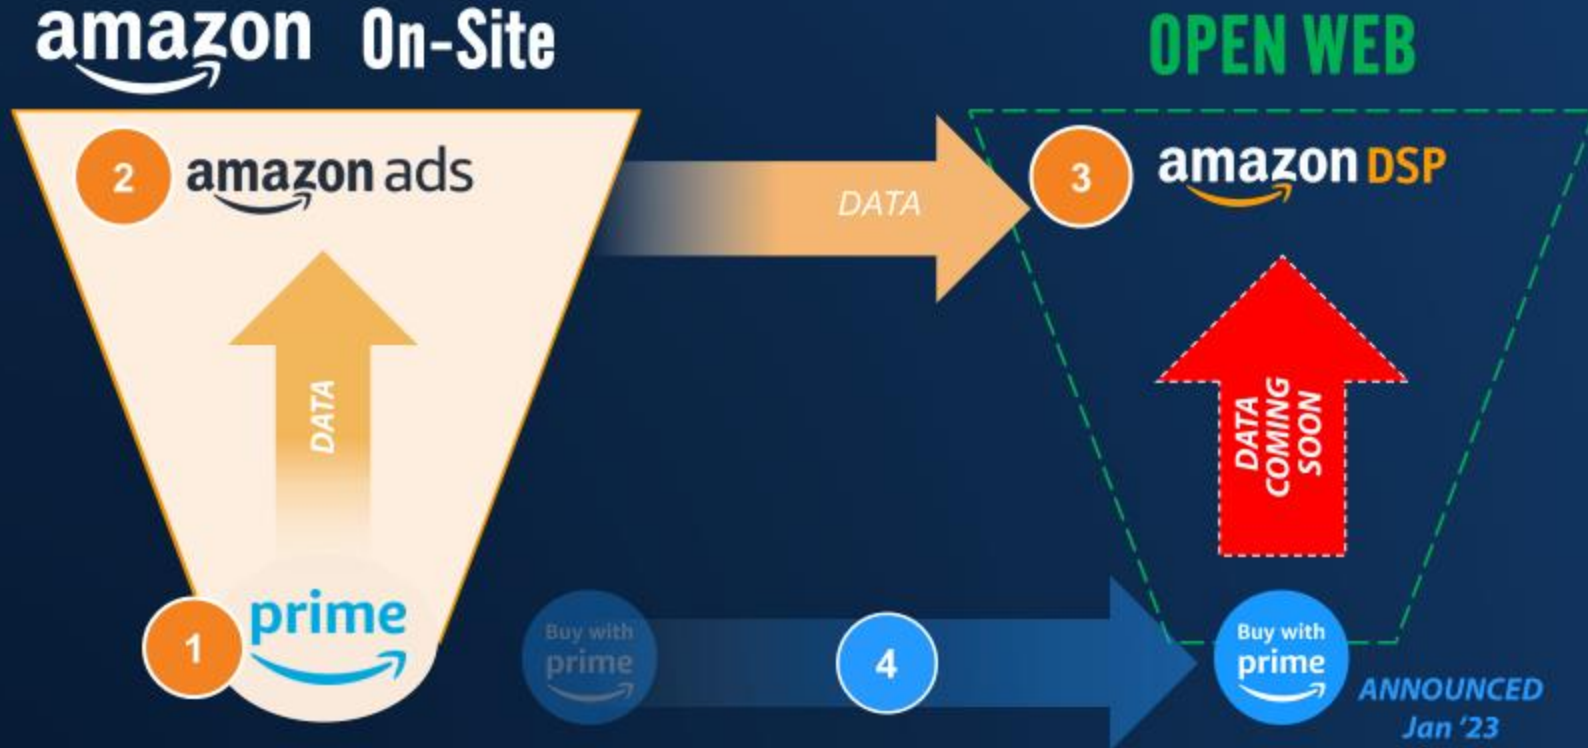 amazon On-Site
OPEN WEB
2 amazon ads
DATA
3 amazon DSP
DATA
DATA
COMING
SOON
1 prime
Buy with
prime
4
Buy with
prime
ANNOUNCED
Jan '23